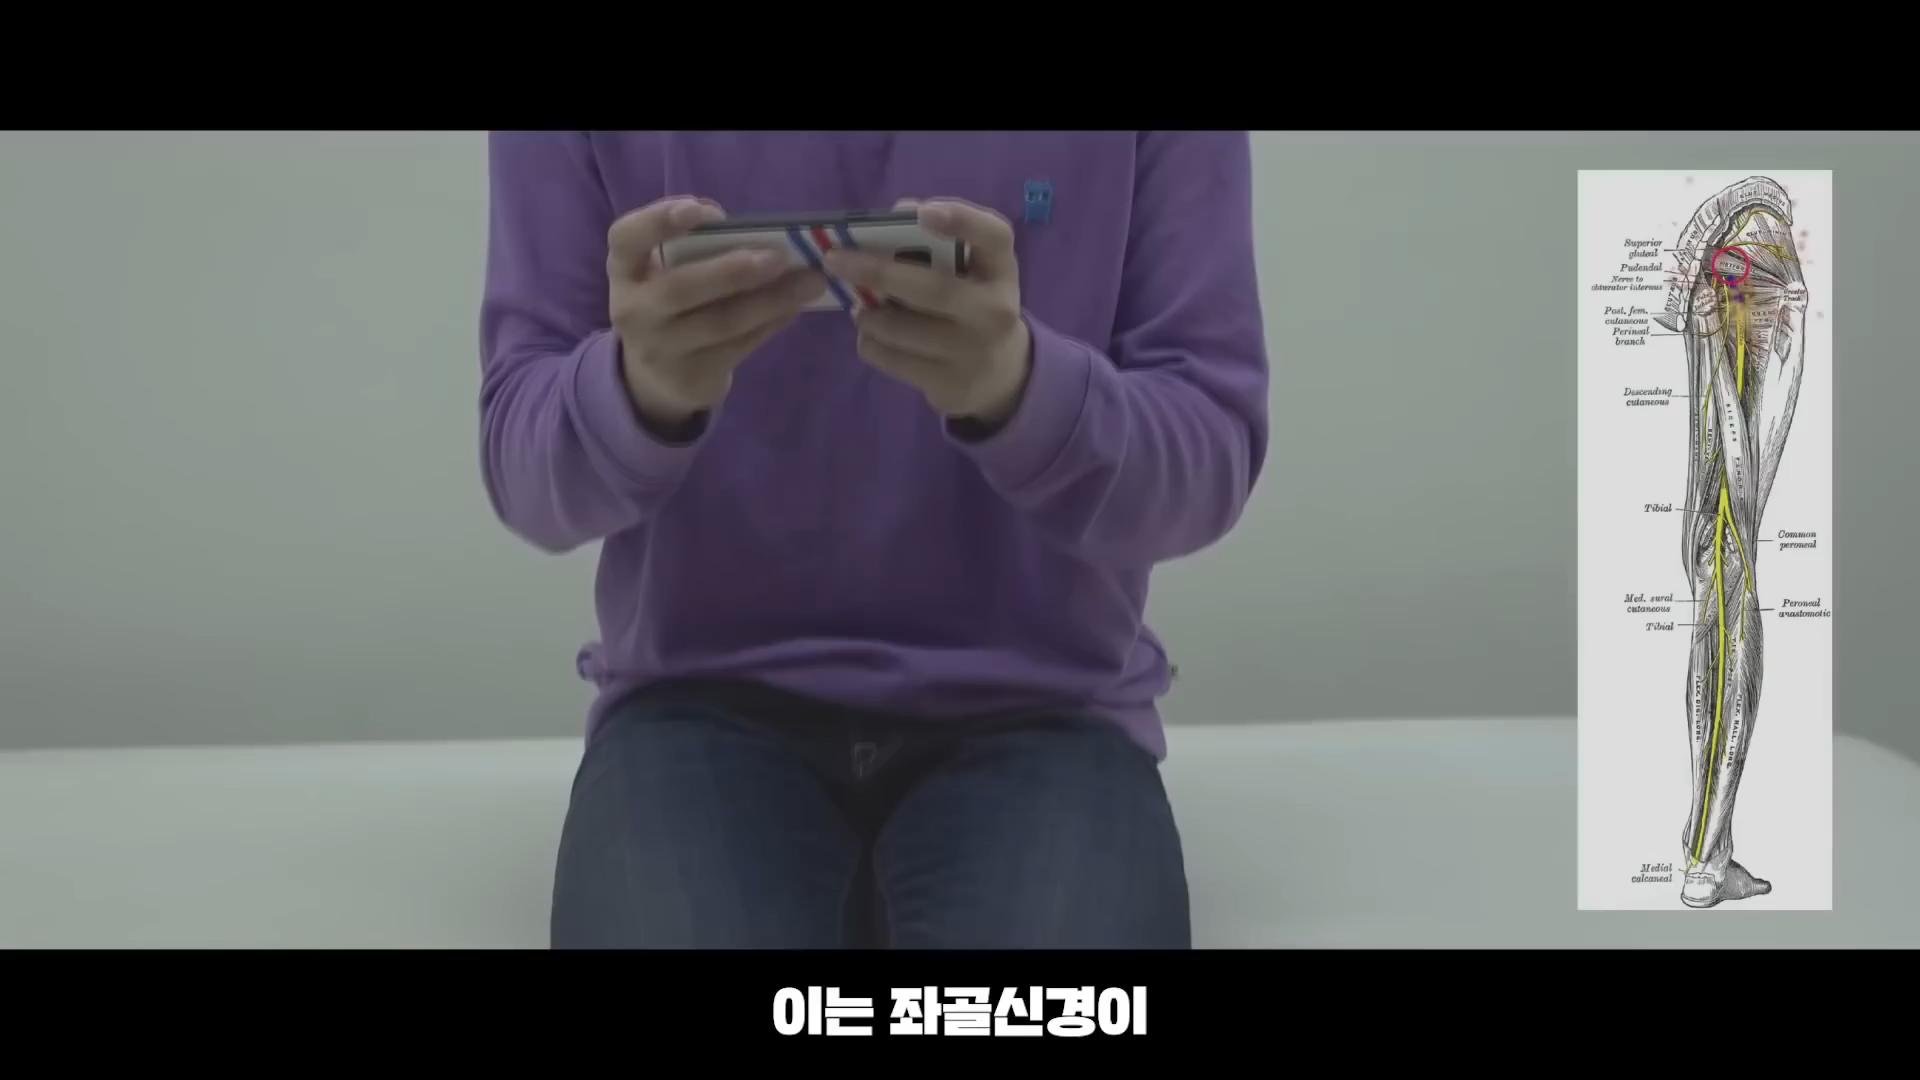 Superior
gluteal
Pudendal
Nerve to
obturator internus
Post. fem.
cutaneous
Perineal
branch
Descending
cutaneous
Tibial
Common
peroneal
Med. sural
cutaneous
Peroneal
anastomotic
Tibial
Medial
calcaneal
이는 좌골신경이